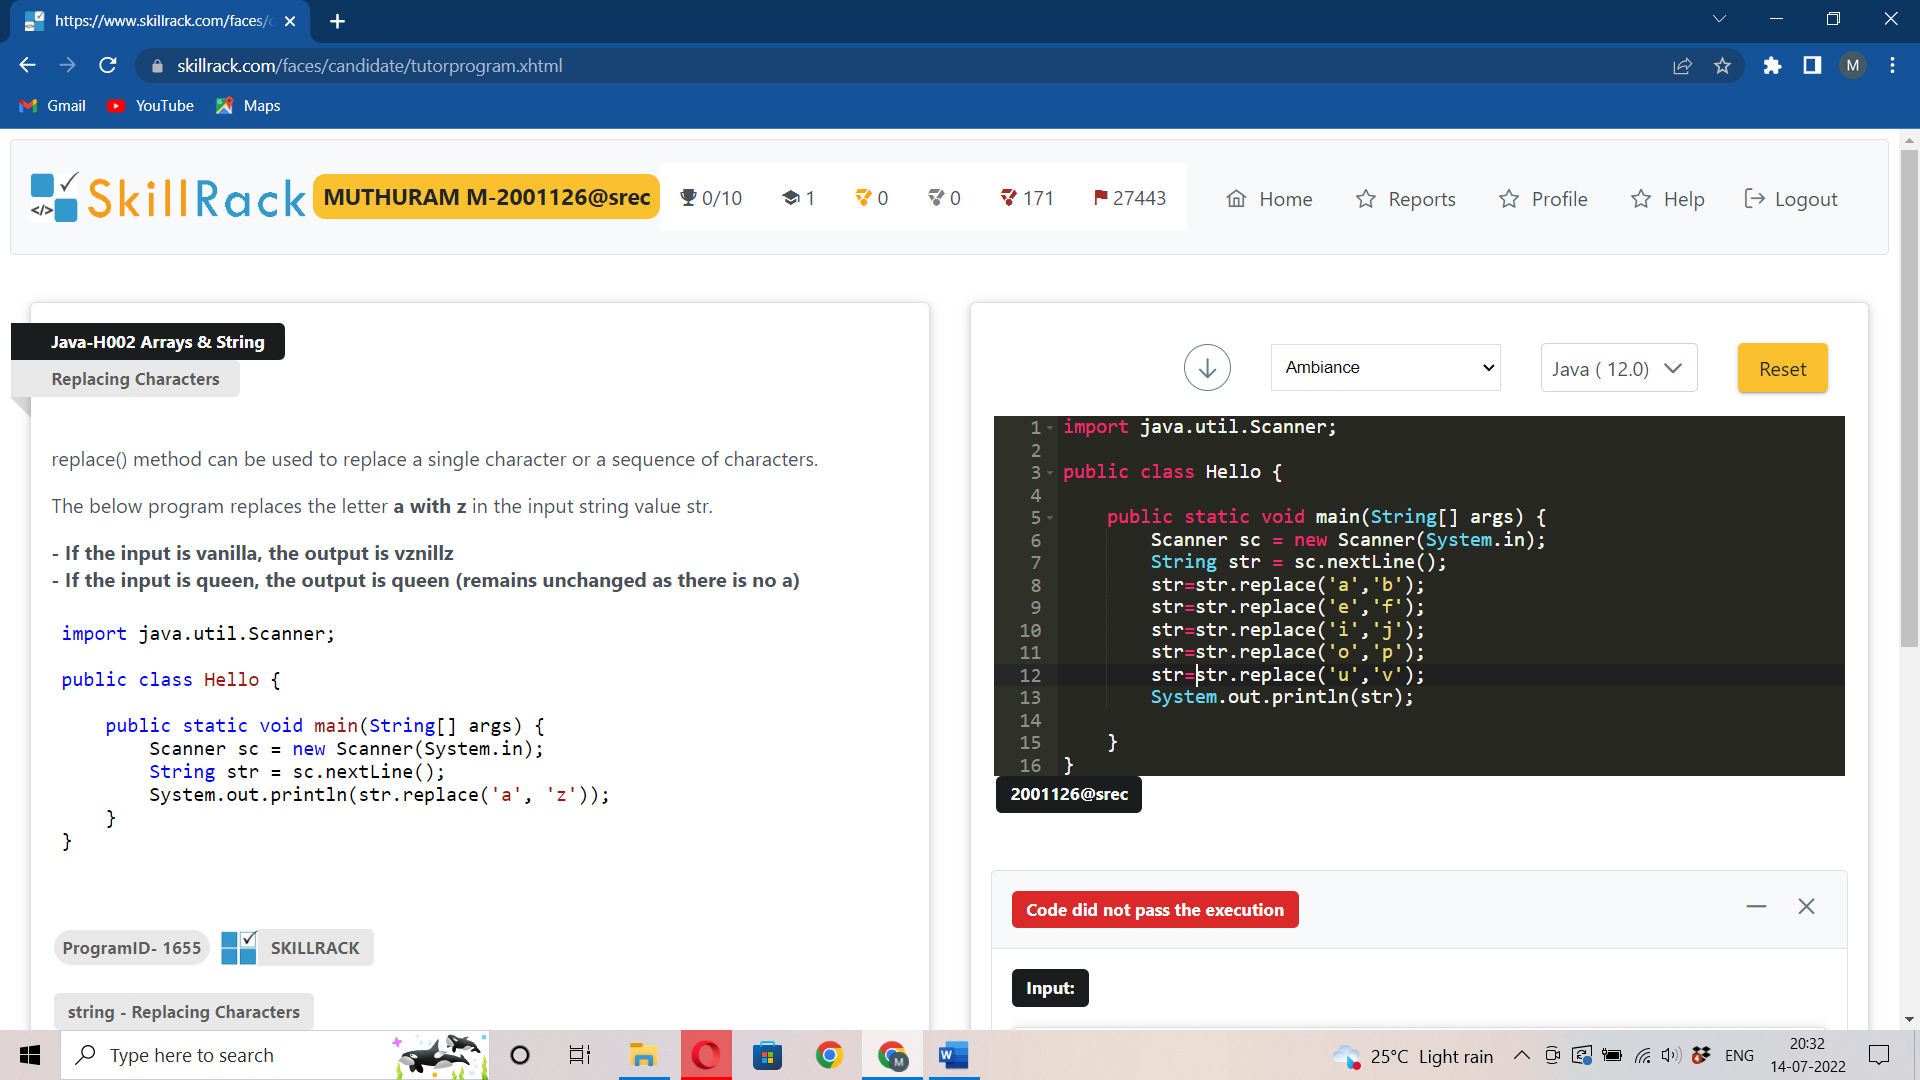 https://www.skillrack.com/faces/c
skillrack.com/faces/candidate/tutorprogram.xhtml
M
Gmail YouTube Maps
SkillRack
MUTHURAM M-2001126@srec
0/10 1 0 0 171 27443
Home Reports Profile Help Logout
Java-H002 Arrays & String
Replacing Characters
replace() method can be used to replace a single character or a sequence of characters.
The below program replaces the letter a with z in the input string value str.
- If the input is vanilla, the output is vznillz
- If the input is queen, the output is queen (remains unchanged as there is no a)
import java.util.Scanner;
public class Hello {
public static void main(String[] args) {
Scanner sc = new Scanner(System.in);
String str = sc.nextLine();
System.out.println(str.replace('a', 'z'));
}
}
ProgramID- 1655
SKILLRACK
string - Replacing Characters
Ambiance
Java ( 12.0)
Reset
1 import java.util.Scanner;
2
3 public class Hello {
4
5 public static void main(String[] args) {
6 Scanner sc = new Scanner(System.in);
7 String str = sc.nextLine();
8 str=str.replace('a','b');
9 str=str.replace('e','f');
10 str=str.replace('i','j');
11 str=str.replace('o','p');
12 str=str.replace('u','v');
13 System.out.println(str);
14
15 }
16 }
2001126@srec
Code did not pass the execution
Input:
Type here to search
25°C Light rain
ENG
20:32
14-07-2022